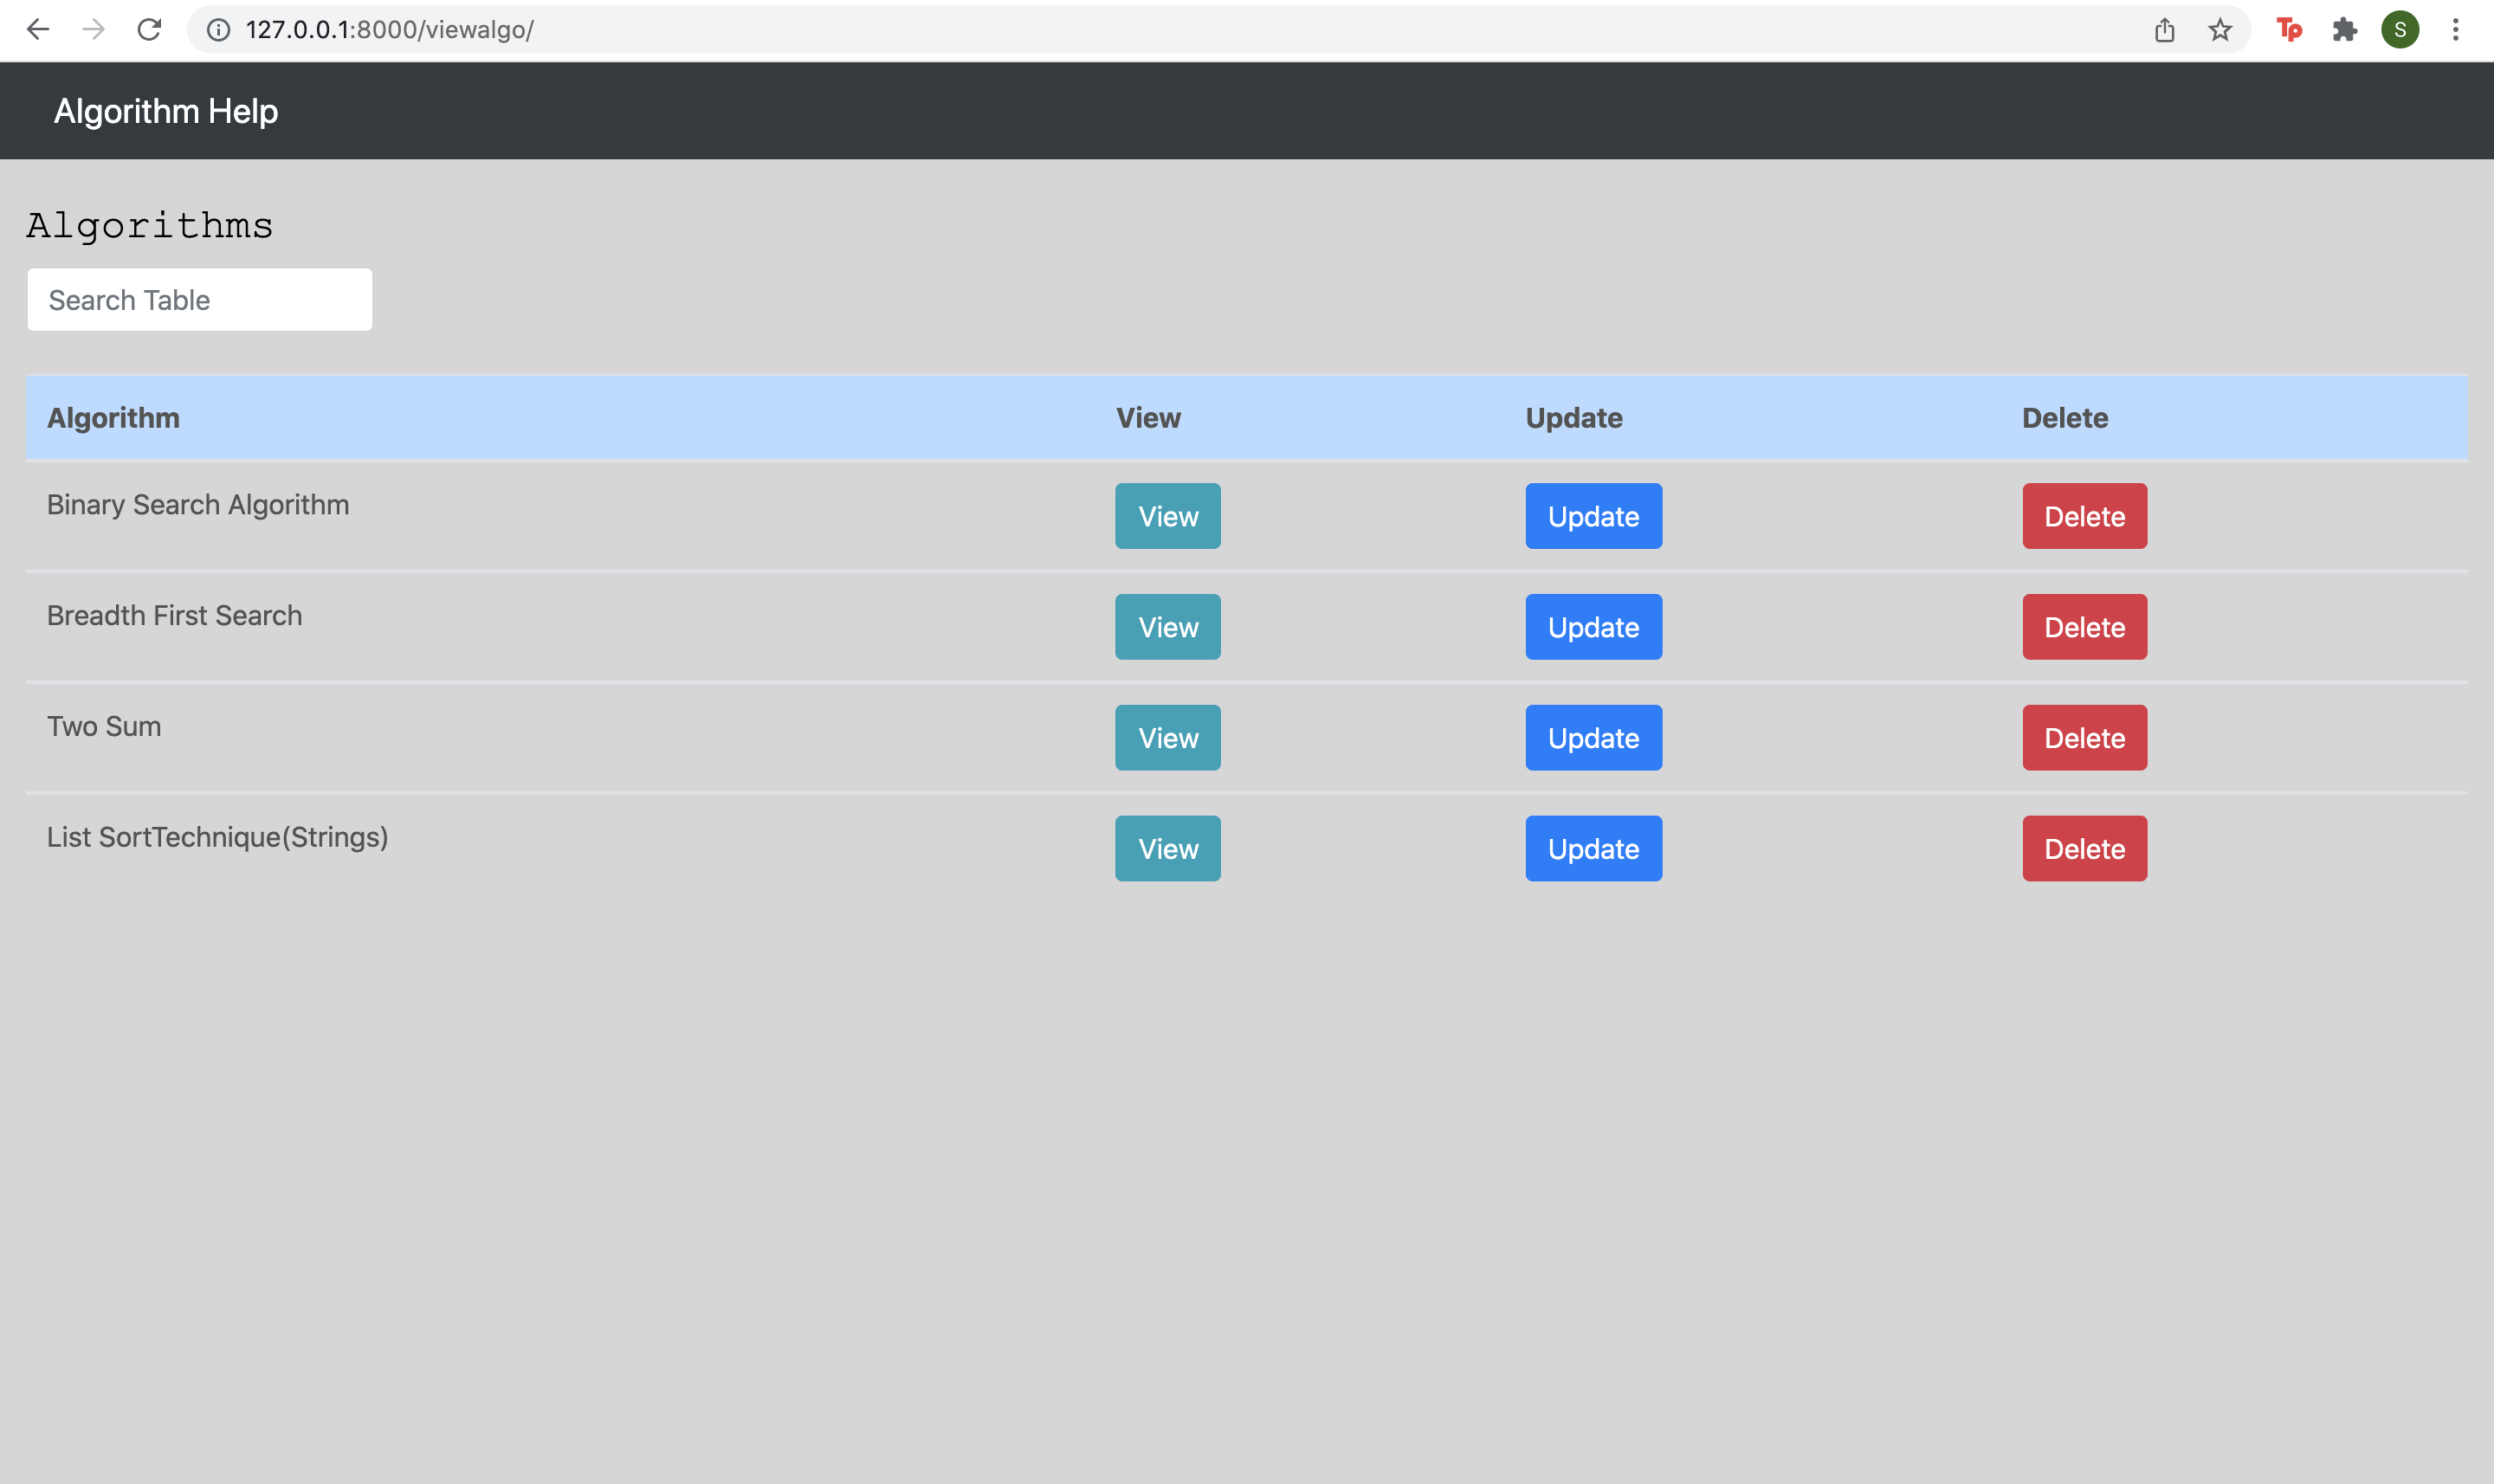 127.0.0.1:8000/viewalgo/
Tp
S
Algorithm Help
Algorithms
Search Table
Algorithm View Update Delete
Binary Search Algorithm View Update Delete
Breadth First Search View Update Delete
Two Sum View Update Delete
List SortTechnique(Strings) View Update Delete